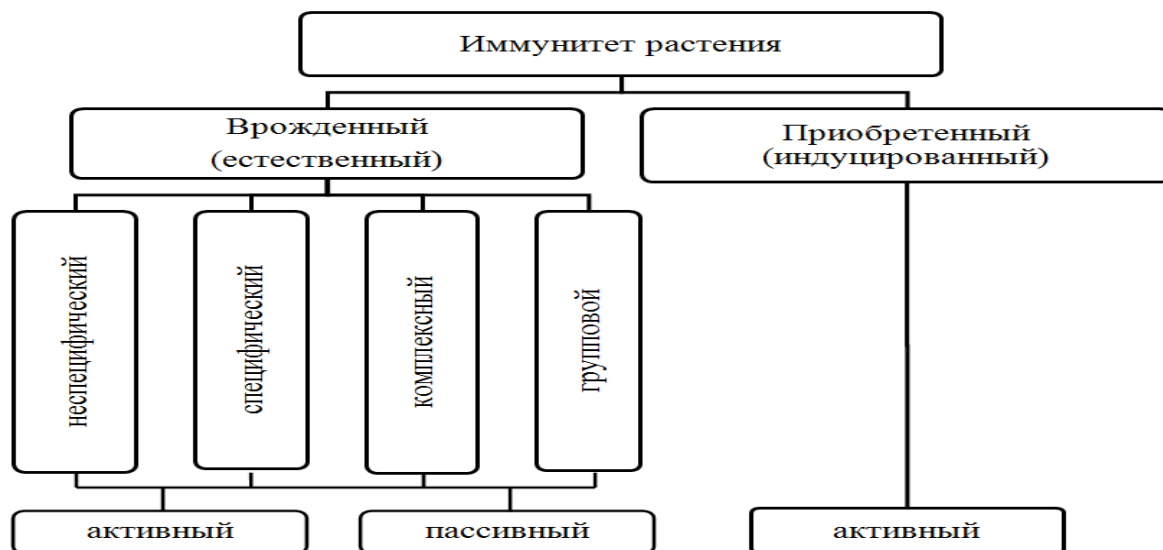 Иммунитет растения
Врожденный
(естественный)
Приобретенный
(индуцированный)
неспецифический
специфический
комплексный
групповой
активный
пассивный
активный